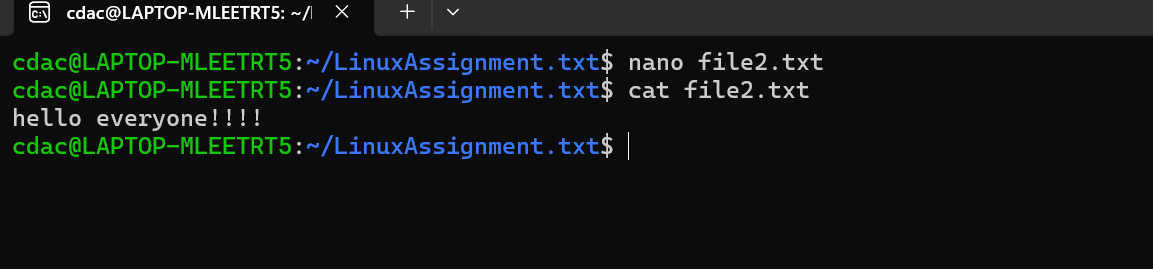 cdac@LAPTOP-MLEETRT5: ~/
cdac@LAPTOP-MLEETRT5:~/LinuxAssignment.txt$ nano file2.txt
cdac@LAPTOP-MLEETRT5:~/LinuxAssignment.txt$ cat file2.txt
hello everyone!!!!
cdac@LAPTOP-MLEETRT5:~/LinuxAssignment.txt$